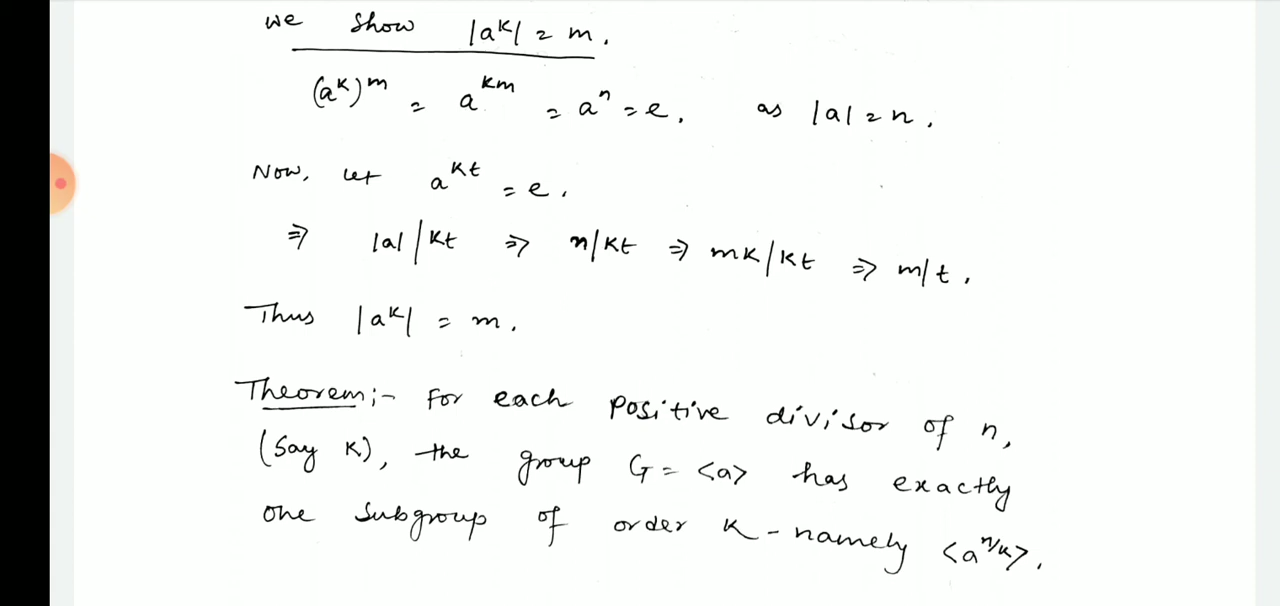 we show |a^k| = m.
(a^k)^m = a^{km} = a^n = e, as |a| = n.
Now, let a^{kt} = e.
⇒ |a| / kt ⇒ n/kt ⇒ mk/kt ⇒ m/t.
Thus |a^k| = m.
Theorem:- For each positive divisor of n,
(say k), the group G = <a> has exactly
one subgroup of order k - namely <a^{n/k}>.